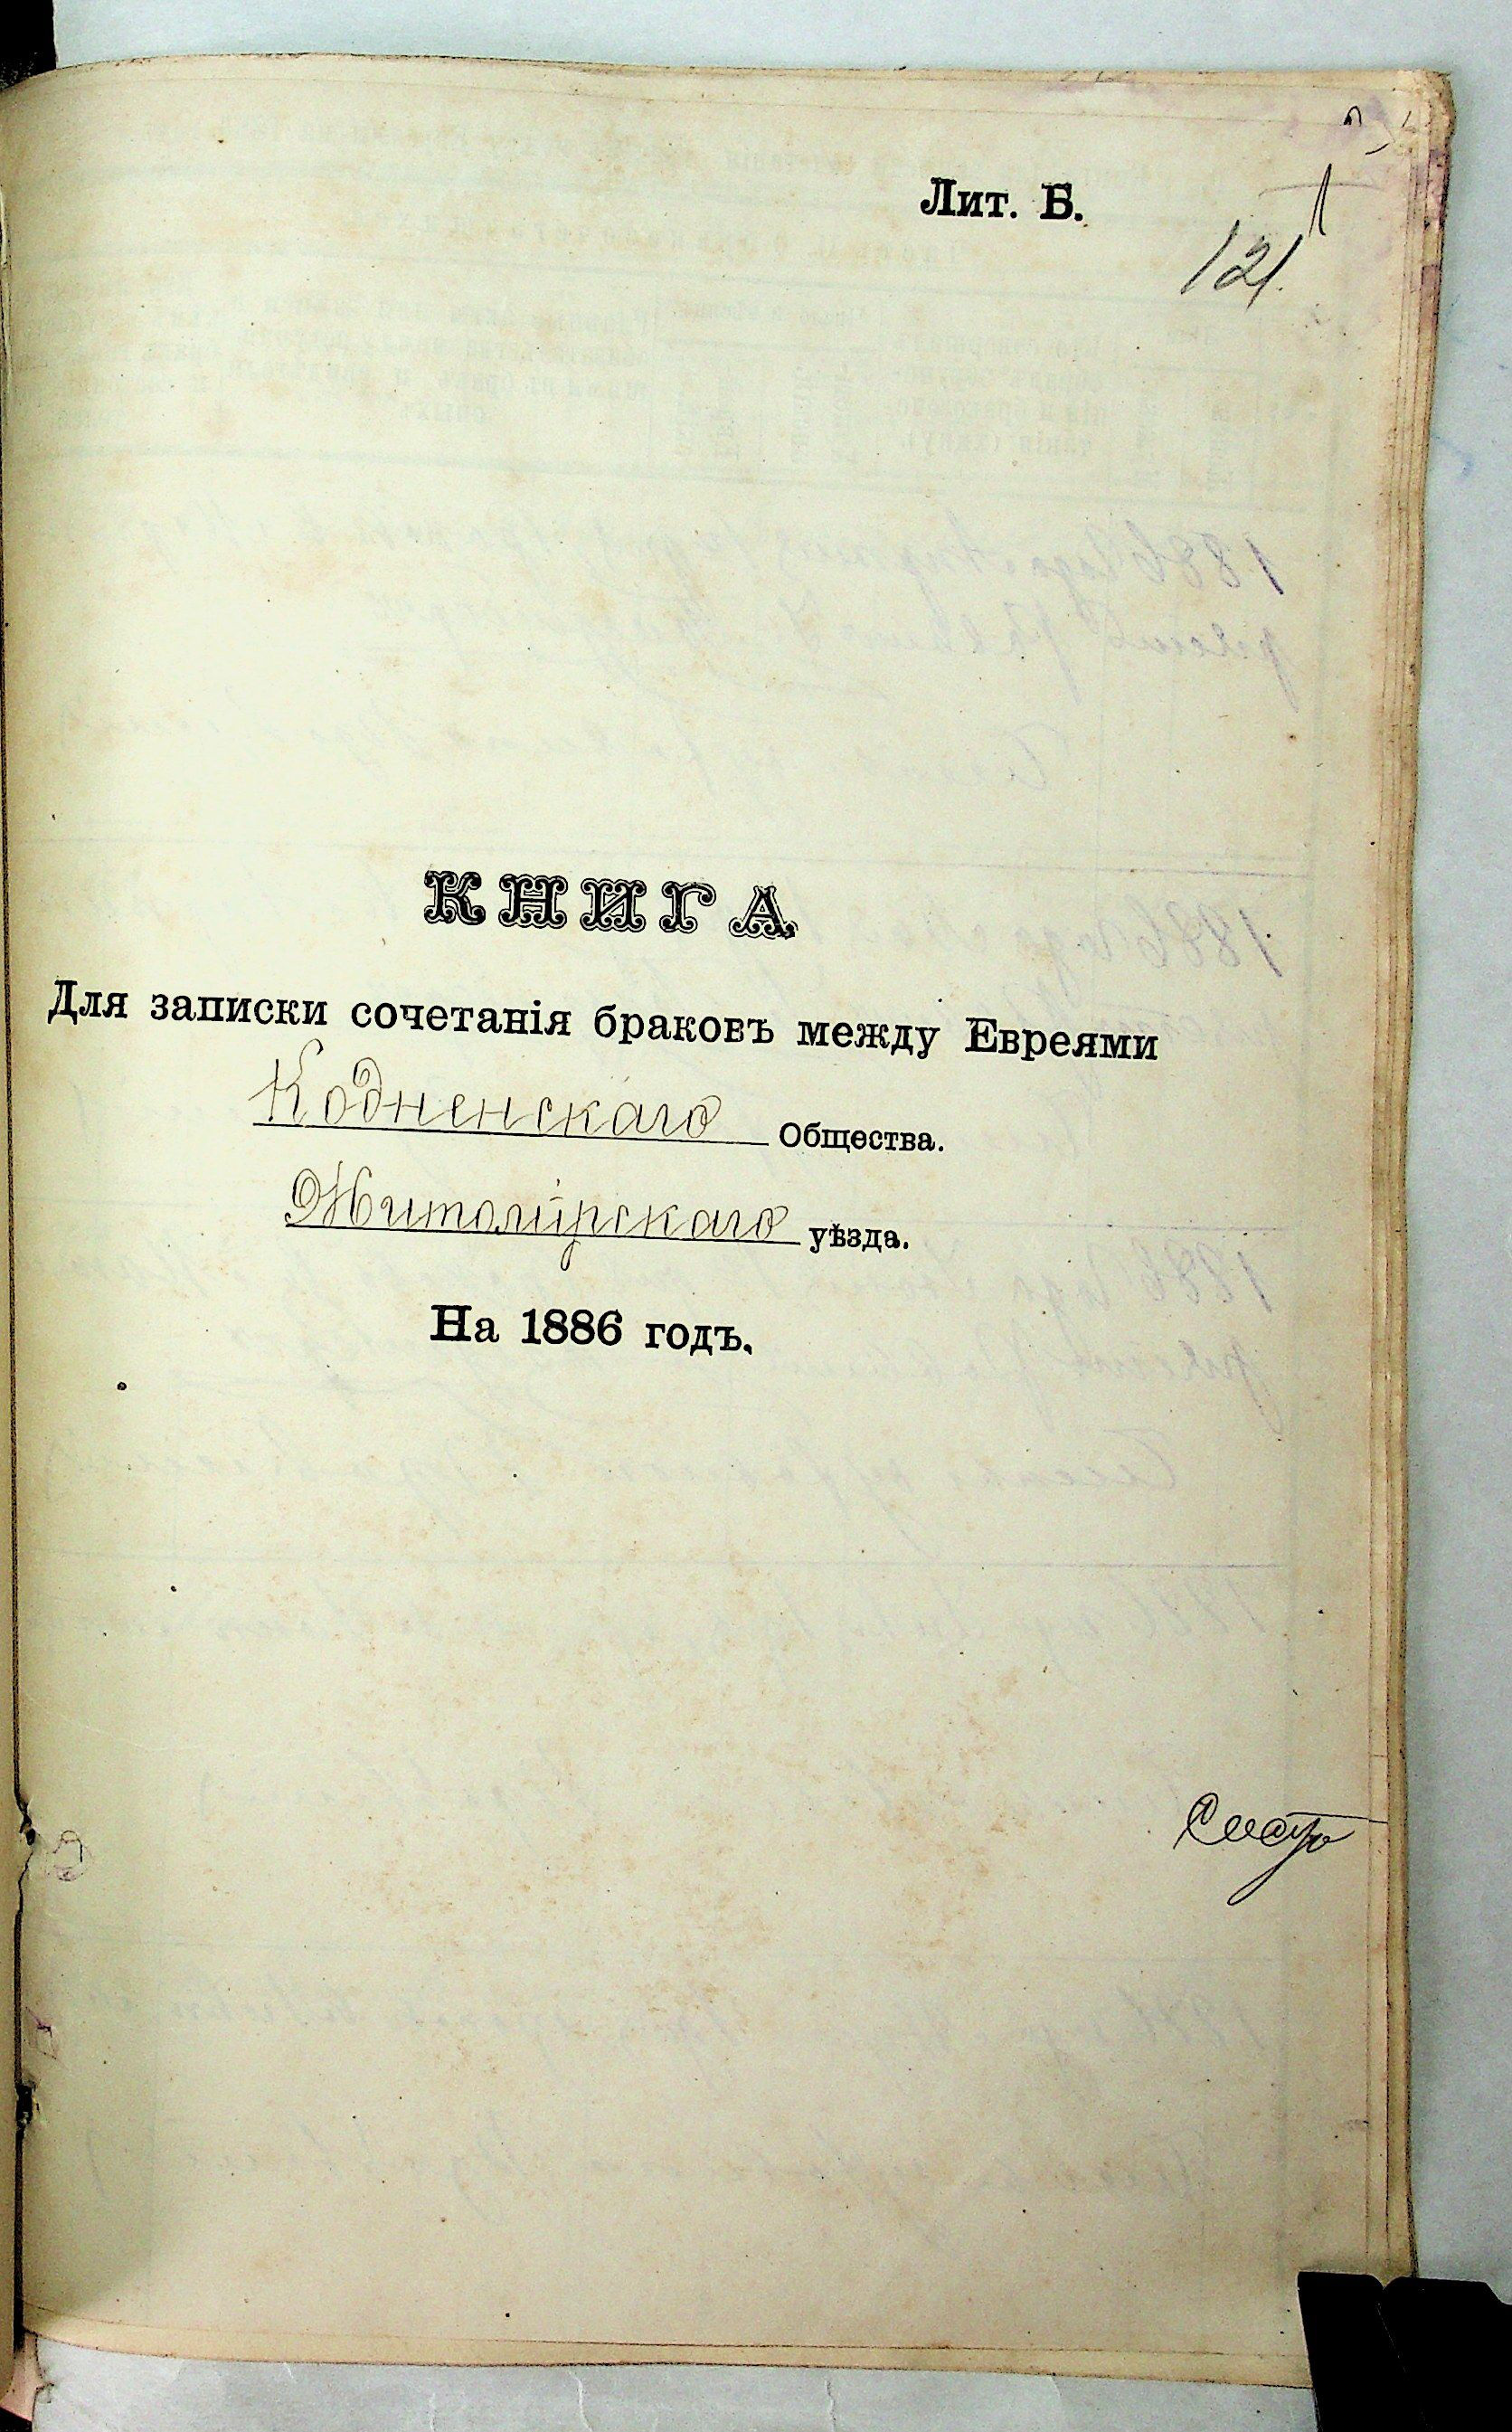 Лит. Б.
121.
КНИГА
Для записки сочетанія браковъ между Евреями
Кодненскаго Общества.
Житомірскаго уѣзда.
На 1886 годъ.